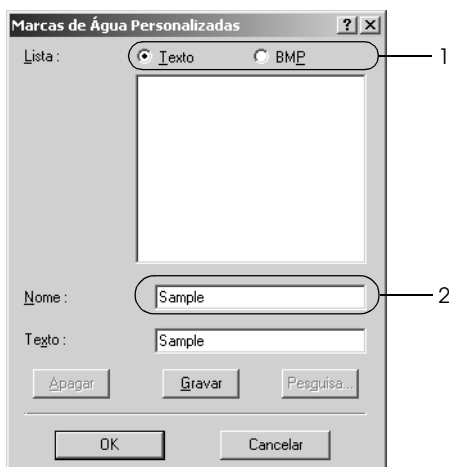 Marcas de Água Personalizadas
Lista : Texto BMP 1
Nome : Sample 2
Texto : Sample
Apagar Gravar Pesquisa...
OK Cancelar